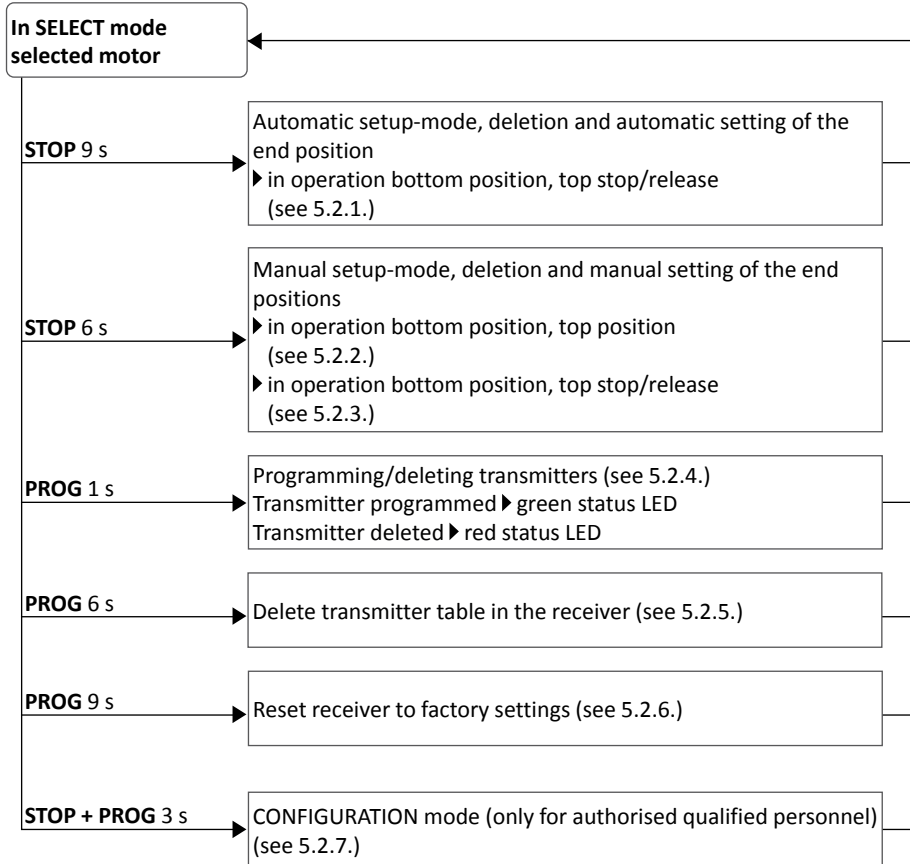 In SELECT mode
selected motor
STOP 9 s
Automatic setup-mode, deletion and automatic setting of the
end position
▶ in operation bottom position, top stop/release
(see 5.2.1.)
STOP 6 s
Manual setup-mode, deletion and manual setting of the end
positions
▶ in operation bottom position, top position
(see 5.2.2.)
▶ in operation bottom position, top stop/release
(see 5.2.3.)
PROG 1 s
Programming/deleting transmitters (see 5.2.4.)
Transmitter programmed ▶ green status LED
Transmitter deleted ▶ red status LED
PROG 6 s
Delete transmitter table in the receiver (see 5.2.5.)
PROG 9 s
Reset receiver to factory settings (see 5.2.6.)
STOP + PROG 3 s
CONFIGURATION mode (only for authorised qualified personnel)
(see 5.2.7.)